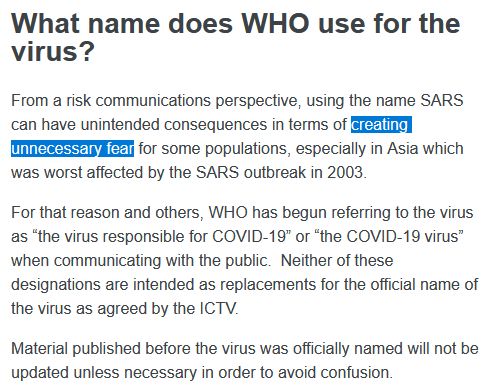 What name does WHO use for the
virus?
From a risk communications perspective, using the name SARS
can have unintended consequences in terms of creating
unnecessary fear for some populations, especially in Asia which
was worst affected by the SARS outbreak in 2003.
For that reason and others, WHO has begun referring to the virus
as “the virus responsible for COVID-19” or “the COVID-19 virus”
when communicating with the public.  Neither of these
designations are intended as replacements for the official name of
the virus as agreed by the ICTV.
Material published before the virus was officially named will not be
updated unless necessary in order to avoid confusion.